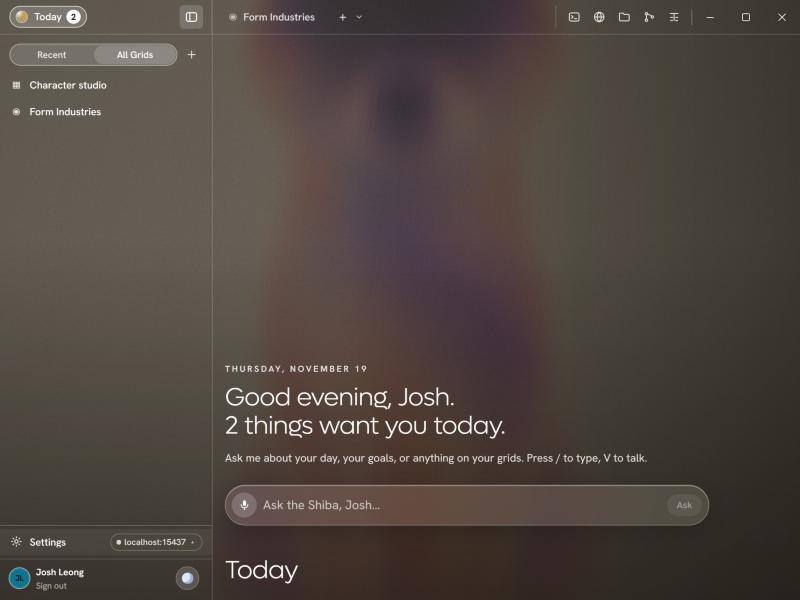 Today 2
Form Industries
Recent
All Grids
Character studio
Form Industries
THURSDAY, NOVEMBER 19
Good evening, Josh.
2 things want you today.
Ask me about your day, your goals, or anything on your grids. Press / to type, V to talk.
Ask the Shiba, Josh...
Ask
Today
Settings
localhost:15437
JL
Josh Leong
Sign out